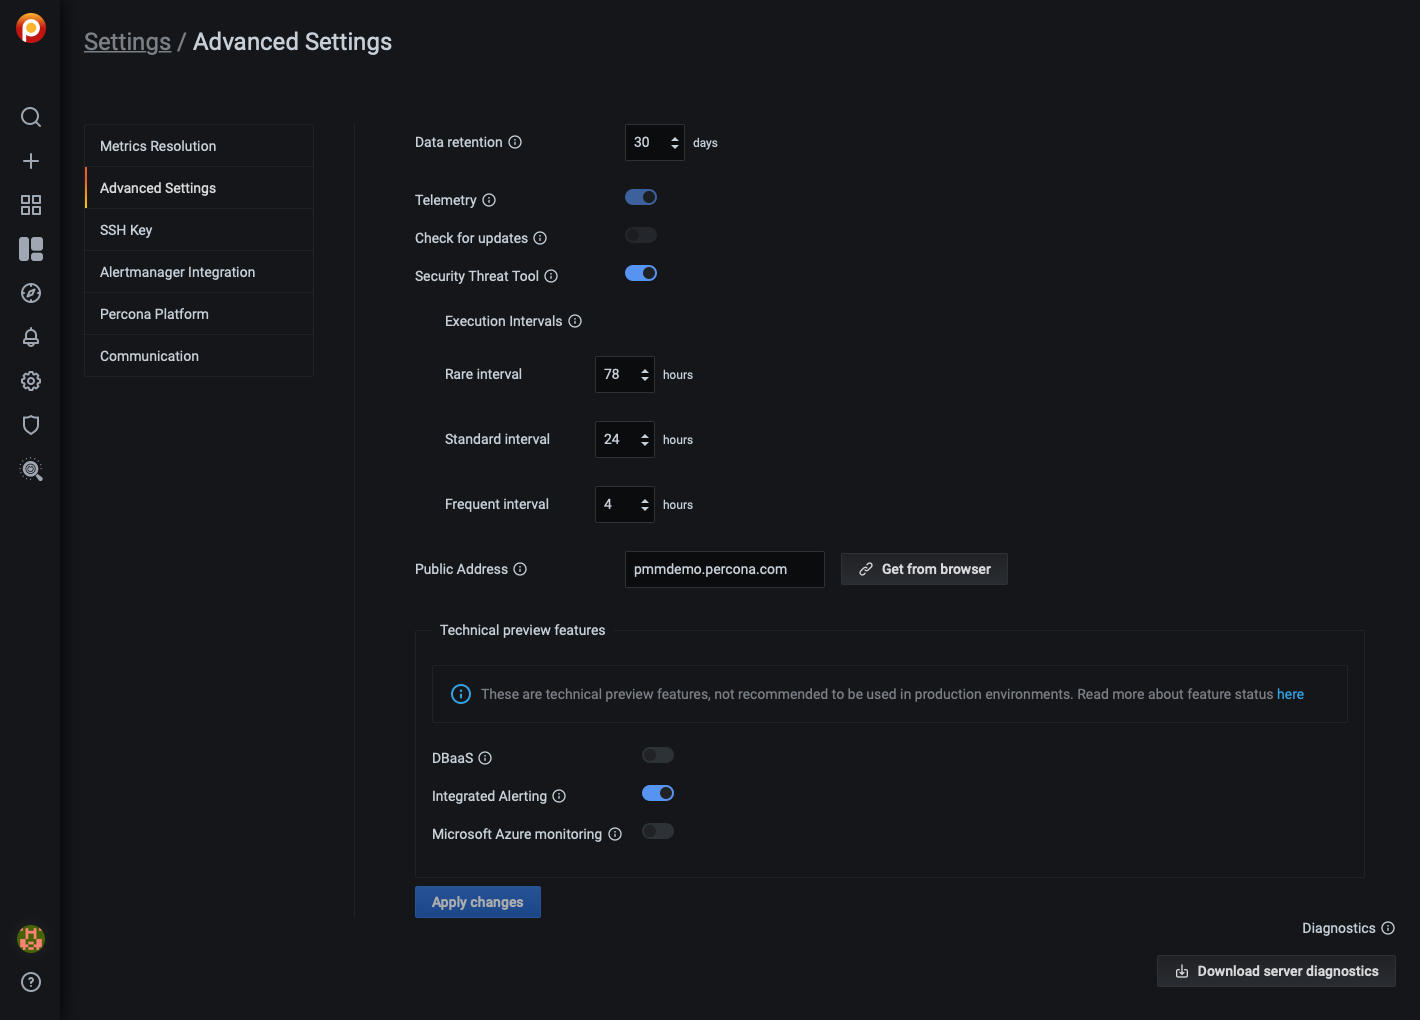 Settings / Advanced Settings
Metrics Resolution
Advanced Settings
SSH Key
Alertmanager Integration
Percona Platform
Communication
Data retention 30 days
Telemetry
Check for updates
Security Threat Tool
Execution Intervals
Rare interval 78 hours
Standard interval 24 hours
Frequent interval 4 hours
Public Address pmmdemo.percona.com Get from browser
Technical preview features
These are technical preview features, not recommended to be used in production environments. Read more about feature status here
DBaaS
Integrated Alerting
Microsoft Azure monitoring
Apply changes
Diagnostics
Download server diagnostics